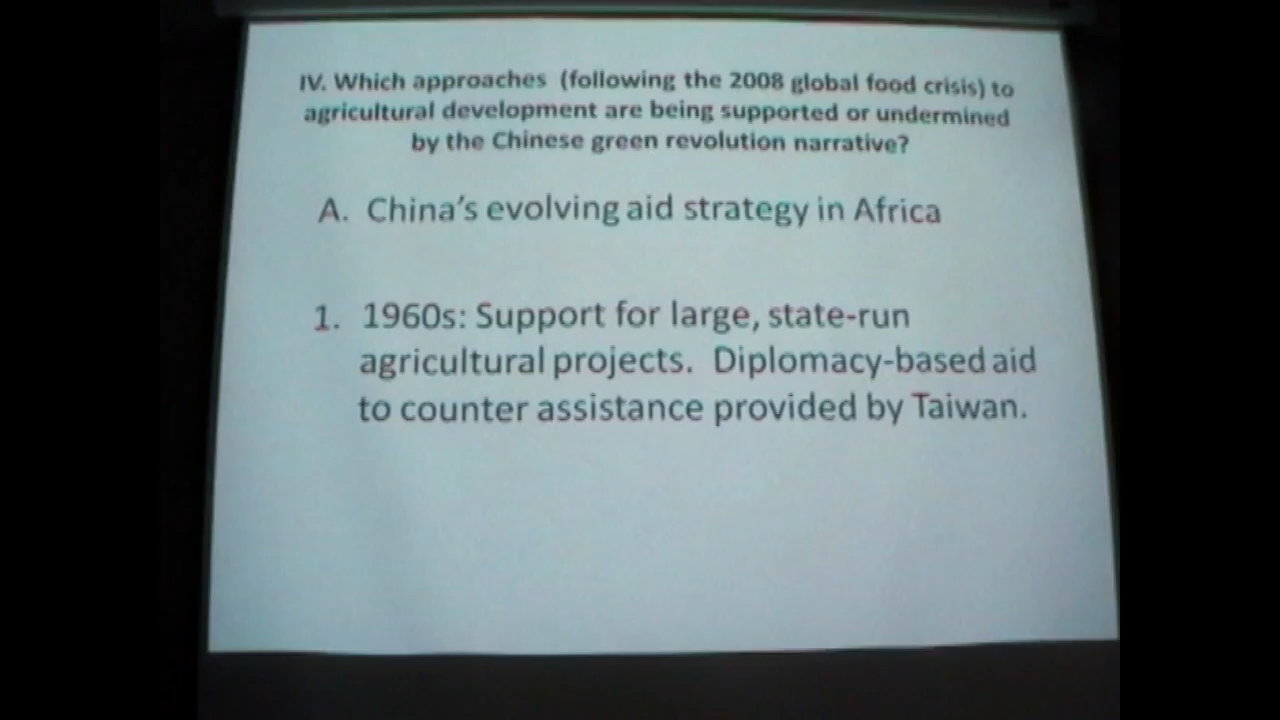 IV. Which approaches (following the 2008 global food crisis) to
agricultural development are being supported or undermined
by the Chinese green revolution narrative?
A. China's evolving aid strategy in Africa
1. 1960s: Support for large, state-run
agricultural projects. Diplomacy-based aid
to counter assistance provided by Taiwan.